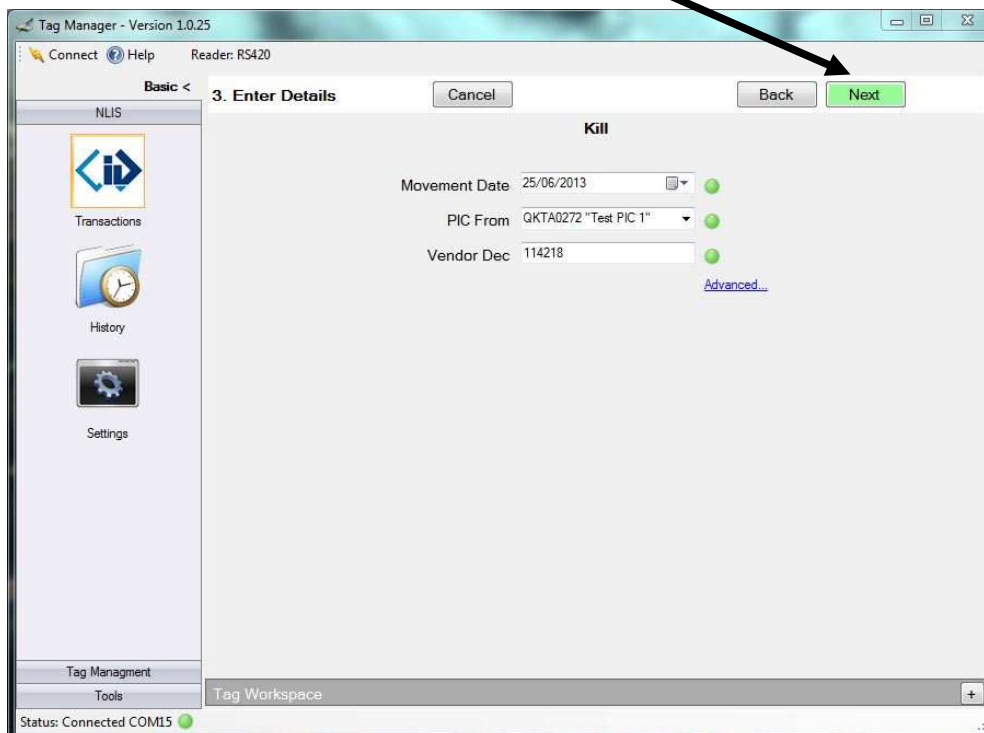 Tag Manager - Version 1.0.25
Connect Help Reader: RS420
Basic <
NLIS
Transactions
History
Settings
Tag Managment
Tools
3. Enter Details Cancel Back Next
Kill
Movement Date 25/06/2013
PIC From QKTA0272 "Test PIC 1"
Vendor Dec 114218
Advanced...
Tag Workspace +
Status: Connected COM15